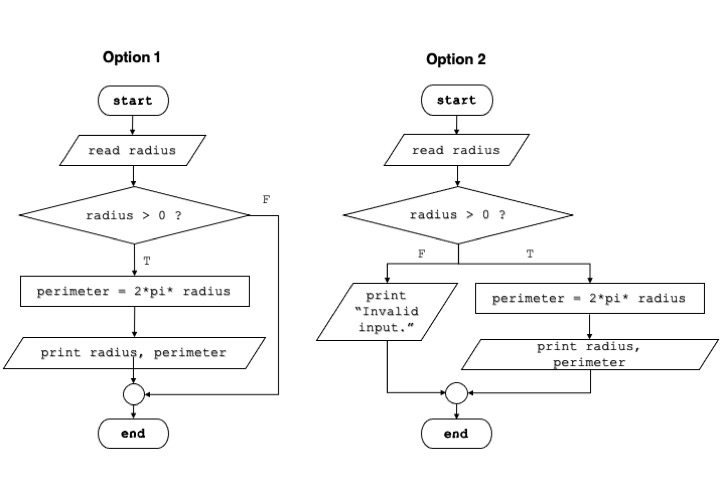 Option 1
start
read radius
radius > 0 ?
F
T
perimeter = 2*pi* radius
print radius, perimeter
end
Option 2
start
read radius
radius > 0 ?
F
T
print
“Invalid
input.”
perimeter = 2*pi* radius
print radius,
perimeter
end